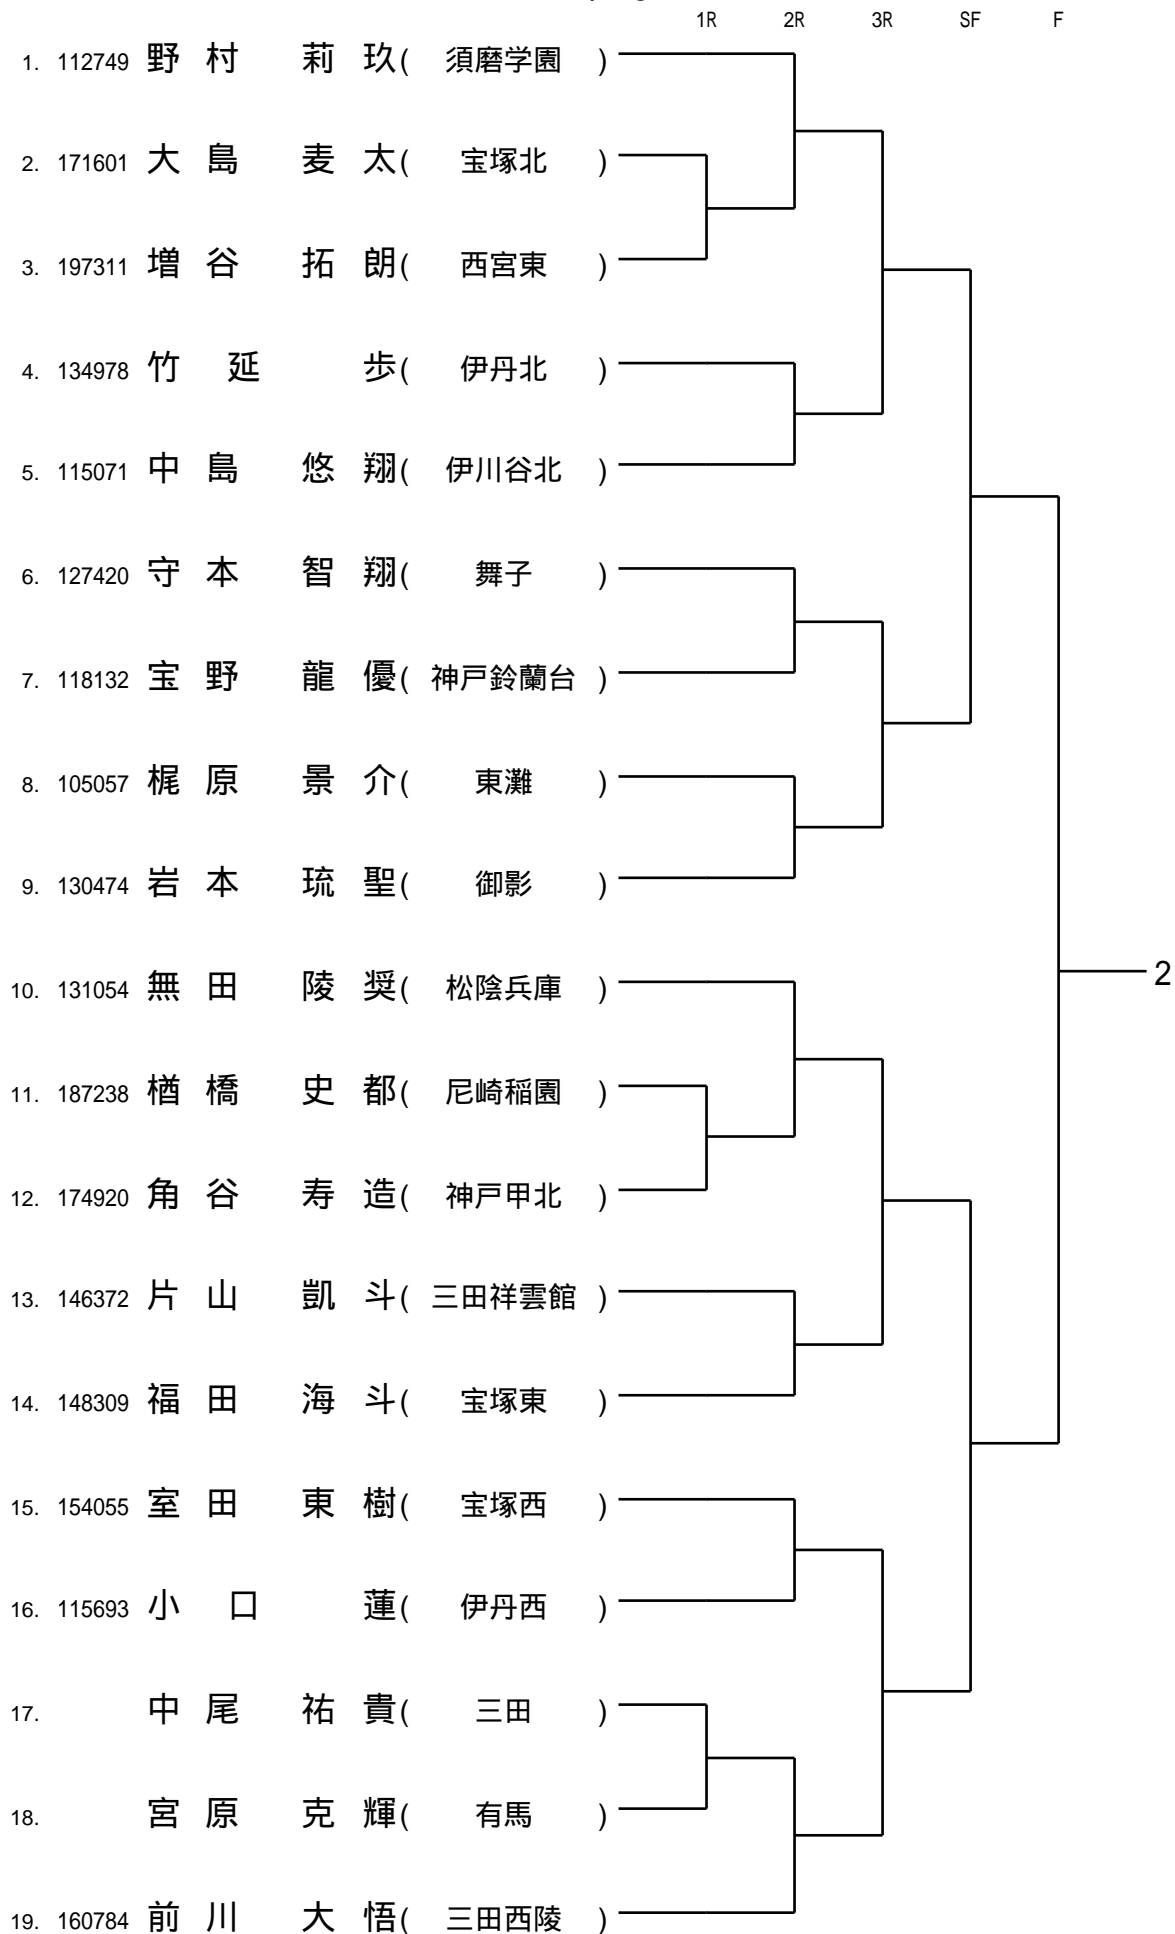 1R 2R 3R SF F
1. 112749 野村 莉玖( 須磨学園 )
2. 171601 大島 麦太( 宝塚北 )
3. 197311 増谷 拓朗( 西宮東 )
4. 134978 竹延 歩( 伊丹北 )
5. 115071 中島 悠翔( 伊川谷北 )
6. 127420 守本 智翔( 舞子 )
7. 118132 宝野 龍優( 神戸鈴蘭台 )
8. 105057 梶原 景介( 東灘 )
9. 130474 岩本 琉聖( 御影 )
2
10. 131054 無田 陵奨( 松陰兵庫 )
11. 187238 楢橋 史都( 尼崎稲園 )
12. 174920 角谷 寿造( 神戸甲北 )
13. 146372 片山 凱斗( 三田祥雲館 )
14. 148309 福田 海斗( 宝塚東 )
15. 154055 室田 東樹( 宝塚西 )
16. 115693 小口 蓮( 伊丹西 )
17. 中尾 祐貴( 三田 )
18. 宮原 克輝( 有馬 )
19. 160784 前川 大悟( 三田西陵 )